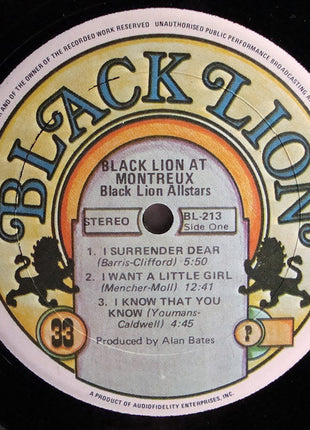 AND OF THE OWNER OF THE RECORDED WORK RESERVED UNAUTHORISED PUBLIC PERFORMANCE BROADCASTING A
BLACK LION
BLACK LION AT
MONTREUX
Black Lion Allstars
STEREO
BL-213
Side One
1. I SURRENDER DEAR
(Barris-Clifford) 5:50
2. I WANT A LITTLE GIRL
(Mencher-Moll) 12:41
3. I KNOW THAT YOU
KNOW (Youmans-
Caldwell) 4:45
Produced by Alan Bates
33
P
A PRODUCT OF AUDIOFIDELITY ENTERPRISES, INC.